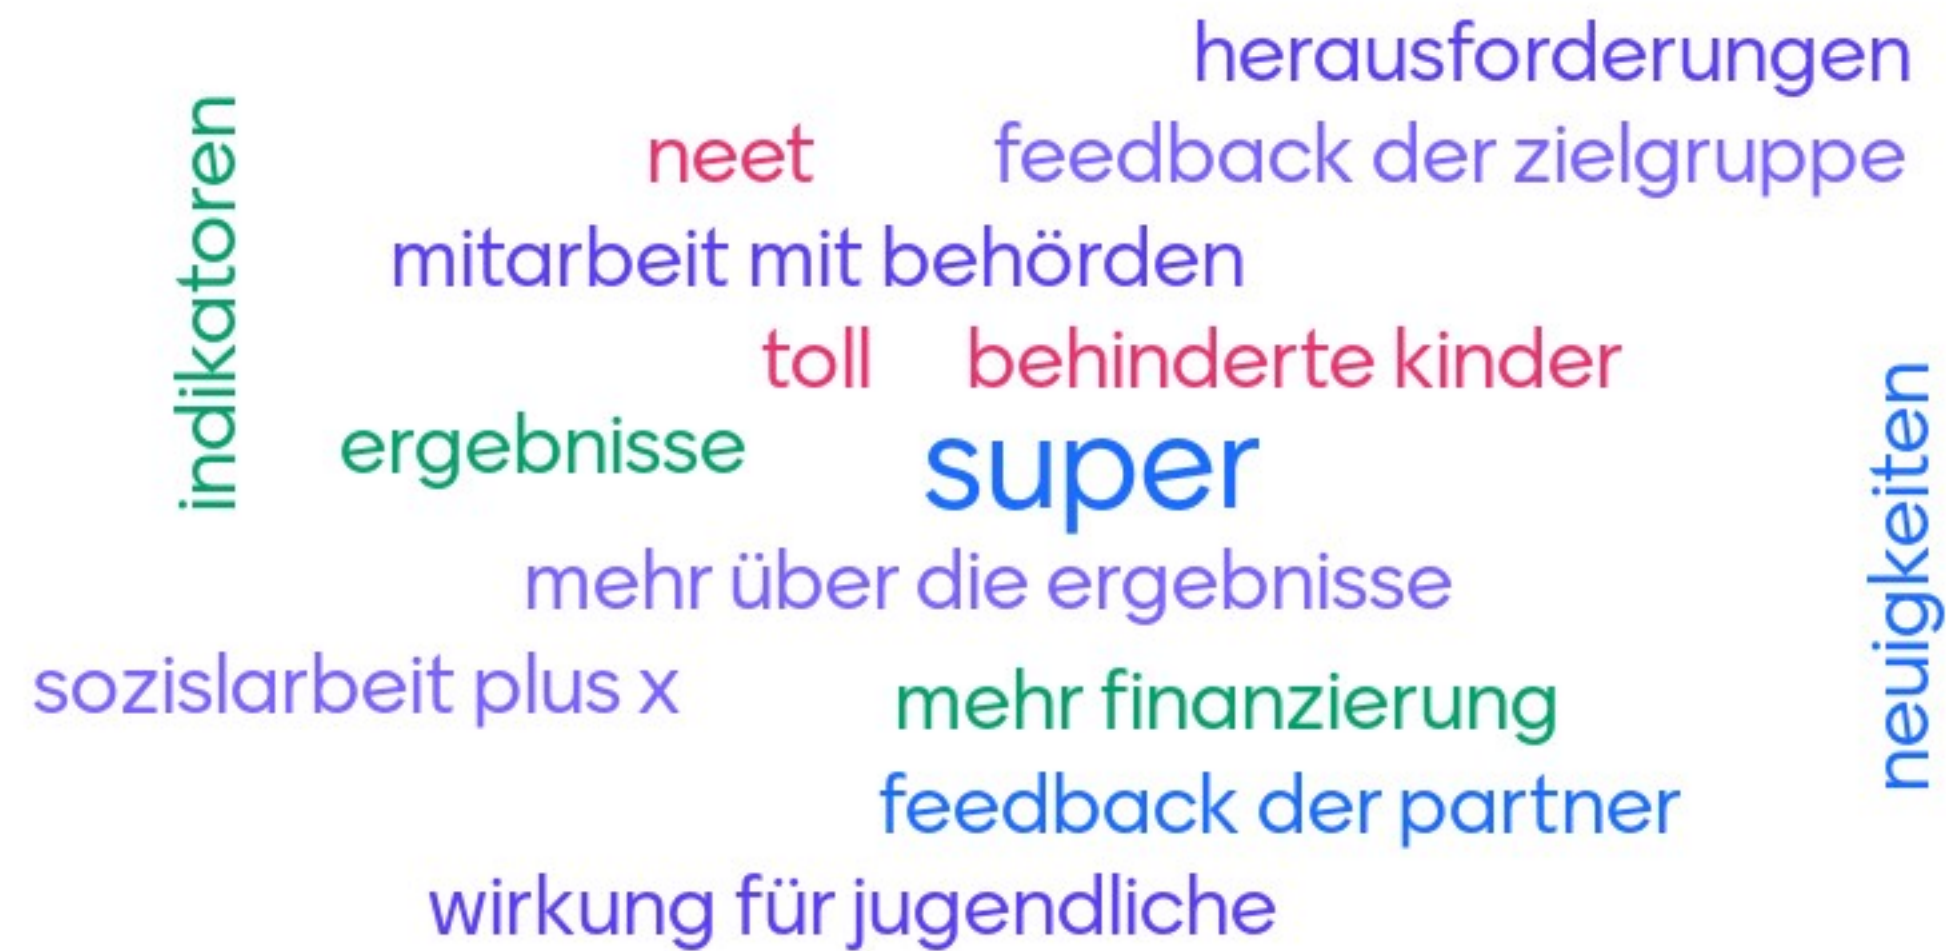 herausforderungen
indikatoren
neet
feedback der zielgruppe
mitarbeit mit behörden
toll
behinderte kinder
ergebnisse
super
neuigkeiten
mehr über die ergebnisse
sozislarbeit plus x
mehr finanzierung
feedback der partner
wirkung für jugendliche